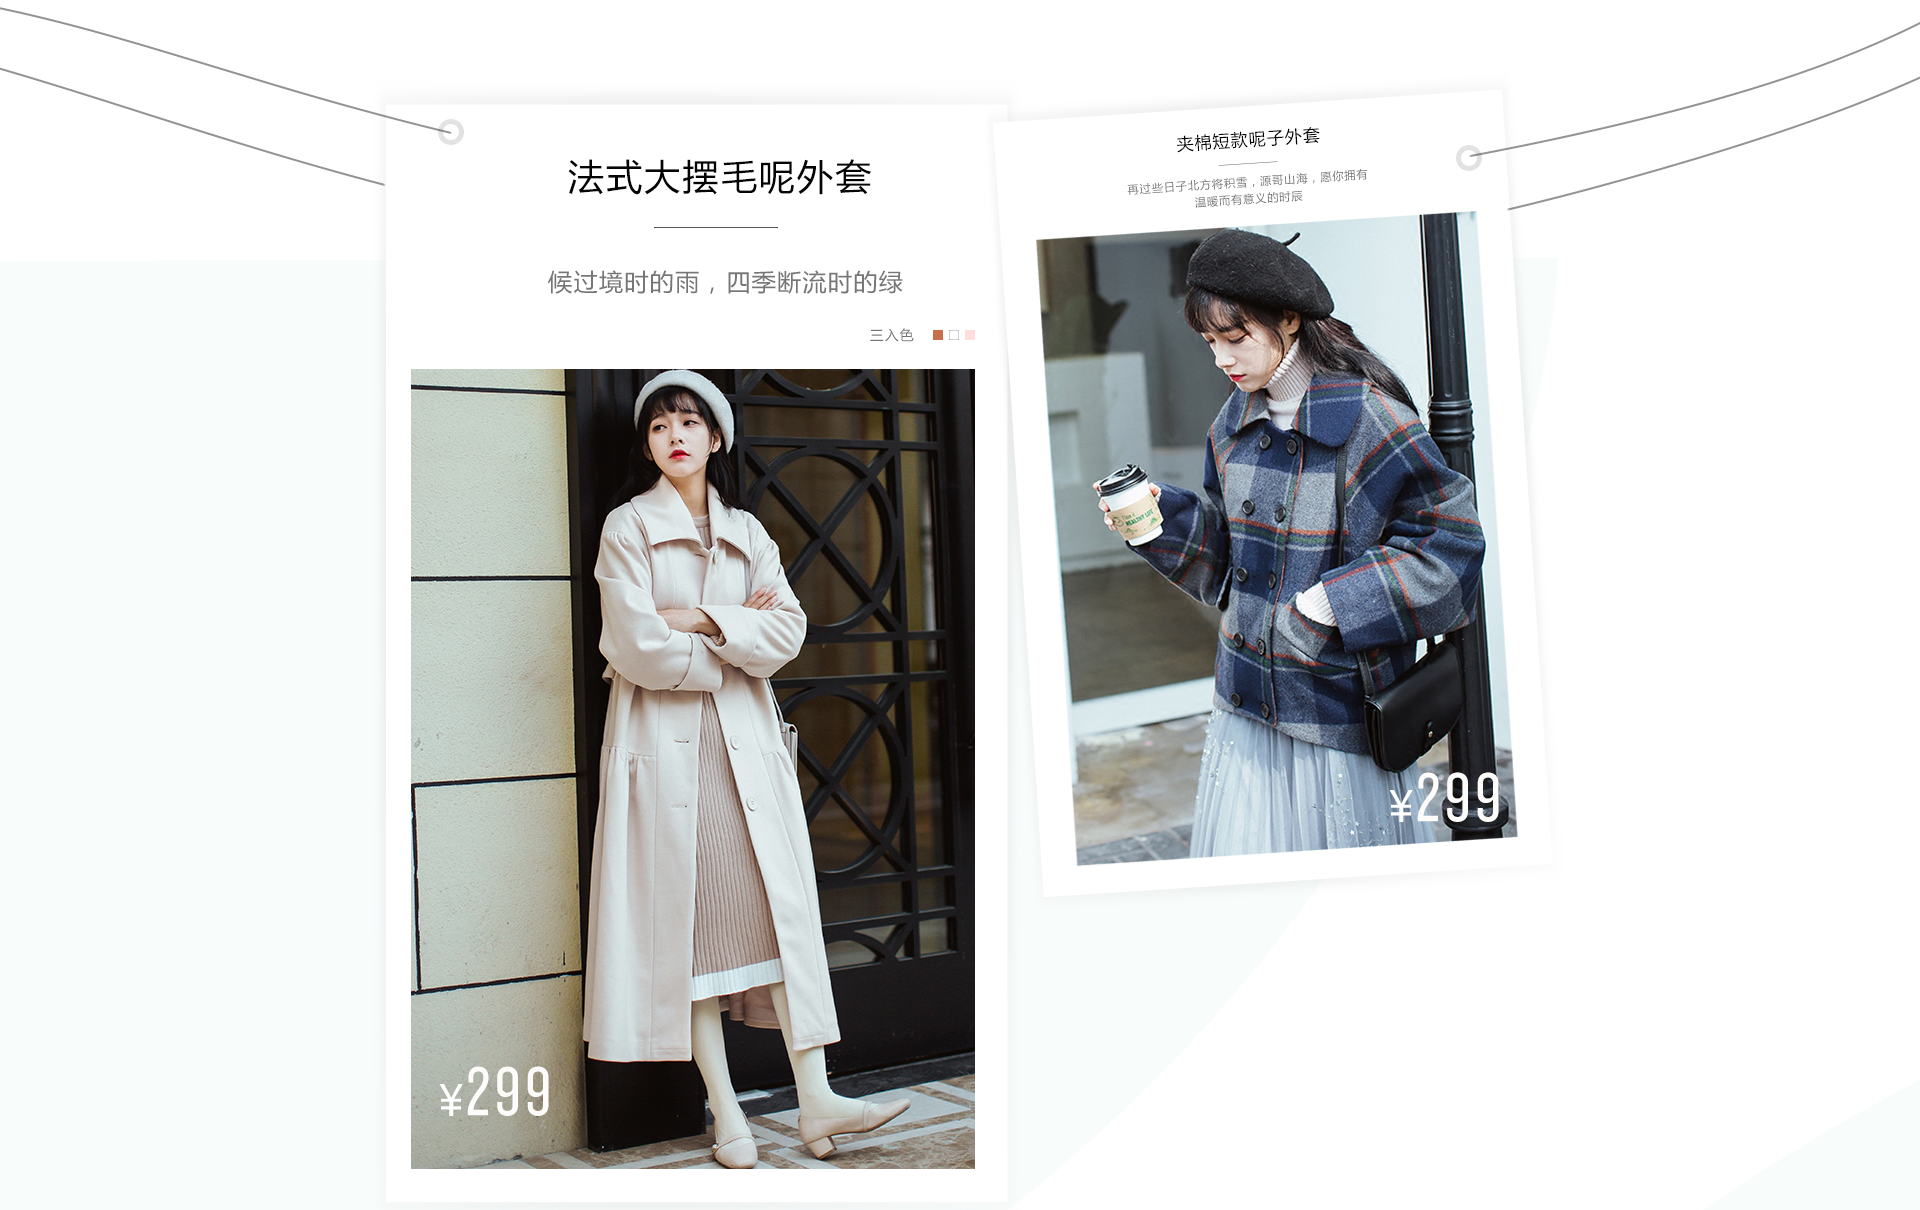 法式大摆毛呢外套
候过境时的雨，四季断流时的绿
三入色
¥299
夹棉短款呢子外套
再过些日子北方将积雪，源哥山海，愿你拥有
温暖而有意义的时辰
HEALTHY LIFE
¥299